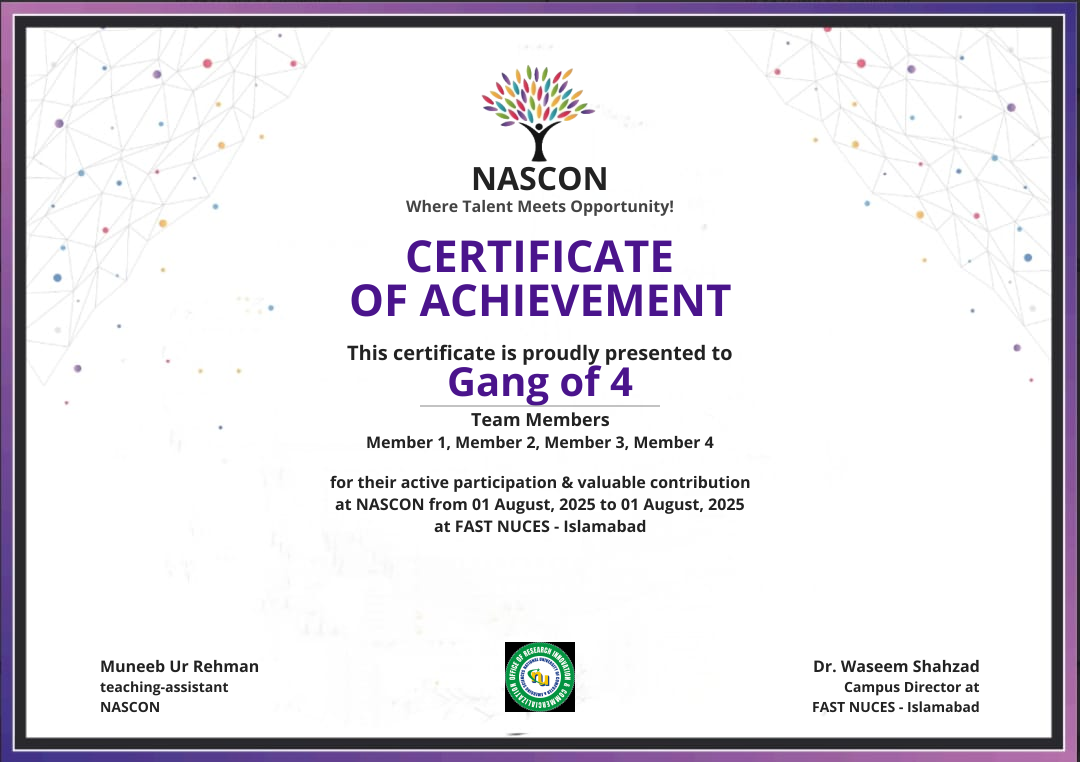 NASCON
Where Talent Meets Opportunity!
CERTIFICATE
OF ACHIEVEMENT
This certificate is proudly presented to
Gang of 4
Team Members
Member 1, Member 2, Member 3, Member 4
for their active participation & valuable contribution
at NASCON from 01 August, 2025 to 01 August, 2025
at FAST NUCES - Islamabad
Muneeb Ur Rehman
teaching-assistant
NASCON
OFFICE OF RESEARCH INNOVATION & COMMERCIALIZATION
NU
Dr. Waseem Shahzad
Campus Director at
FAST NUCES - Islamabad